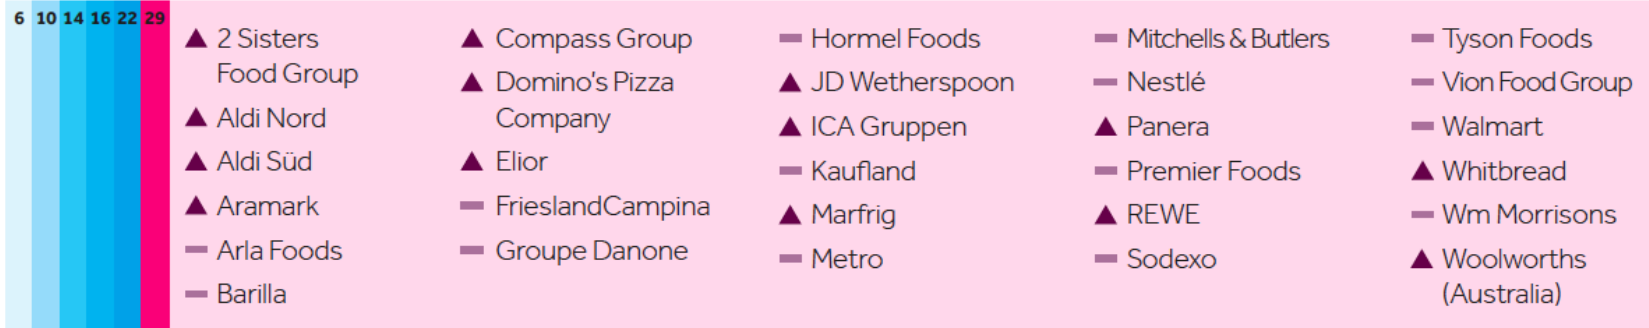 6 10 14 16 22 29
2 Sisters
Food Group
Aldi Nord
Aldi Süd
Aramark
Arla Foods
Barilla
Compass Group
Domino's Pizza
Company
Elior
FrieslandCampina
Groupe Danone
Hormel Foods
JD Wetherspoon
ICA Gruppen
Kaufland
Marfrig
Metro
Mitchells & Butlers
Nestlé
Panera
Premier Foods
REWE
Sodexo
Tyson Foods
Vion Food Group
Walmart
Whitbread
Wm Morrisons
Woolworths
(Australia)